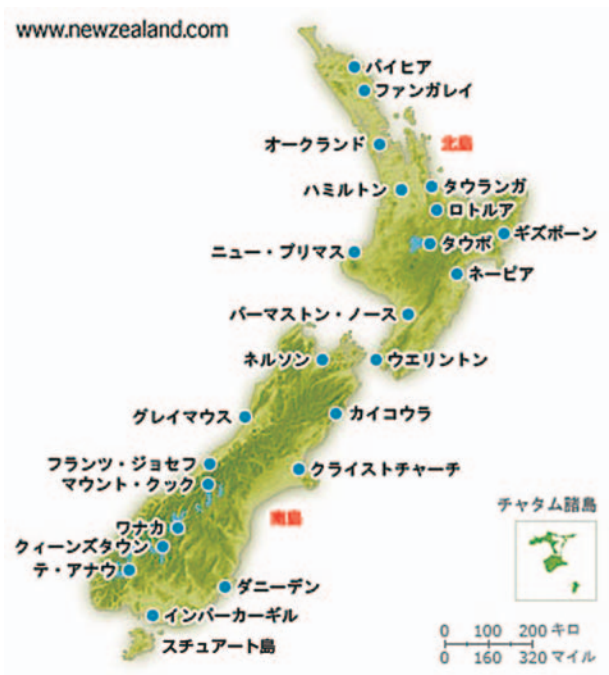 www.newzealand.com
パイヒア
ファンガレイ
オークランド
北島
ハミルトン
タウランガ
ロトルア
ギズボーン
ニュー・プリマス
タウポ
ネーピア
パーマストン・ノース
ネルソン
ウエリントン
グレイマウス
カイコウラ
フランツ・ジョセフ
クライストチャーチ
マウント・クック
チャタム諸島
南島
ワナカ
クィーンズタウン
テ・アナウ
ダニーデン
インバーカーギル
スチュアート島
0 100 200 キロ
0 160 320 マイル